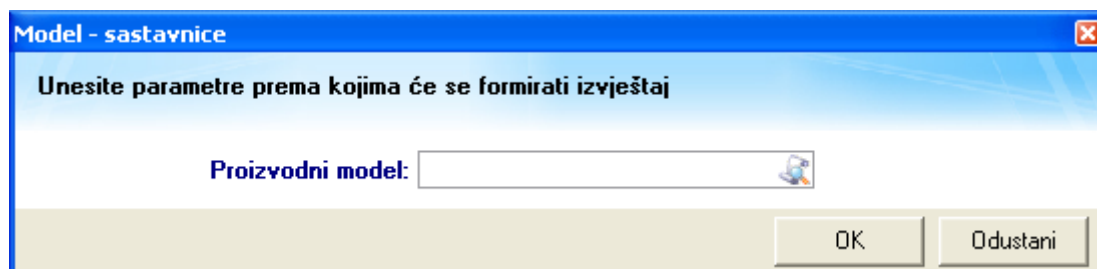 Model - sastavnice
Unesite parametre prema kojima će se formirati izvještaj
Proizvodni model:
OK Odustani